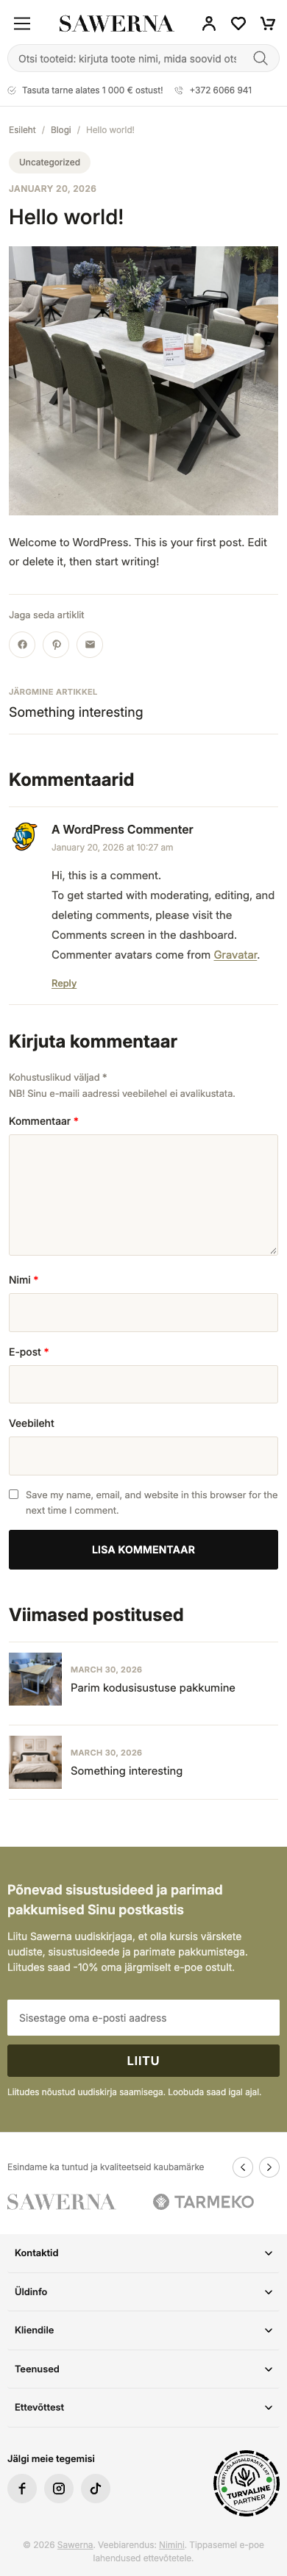 SAWERNA
Otsi tooteid: kirjuta toote nimi, mida soovid ots
Tasuta tarne alates 1 000 € ostust! +372 6066 941
Esileht / Blogi / Hello world!
Uncategorized
JANUARY 20, 2026
Hello world!
Welcome to WordPress. This is your first post. Edit
or delete it, then start writing!
Jaga seda artiklit
JÄRGMINE ARTIKKEL
Something interesting
Kommentaarid
A WordPress Commenter
January 20, 2026 at 10:27 am
Hi, this is a comment.
To get started with moderating, editing, and
deleting comments, please visit the
Comments screen in the dashboard.
Commenter avatars come from Gravatar.
Reply
Kirjuta kommentaar
Kohustuslikud väljad *
NB! Sinu e-maili aadressi veebilehel ei avalikustata.
Kommentaar *
Nimi *
E-post *
Veebileht
Save my name, email, and website in this browser for the
next time I comment.
LISA KOMMENTAAR
Viimased postitused
MARCH 30, 2026
Parim kodusisustuse pakkumine
MARCH 30, 2026
Something interesting
Põnevad sisustusideed ja parimad
pakkumised Sinu postkastis
Liitu Sawerna uudiskirjaga, et olla kursis värskete
uudiste, sisustusideede ja parimate pakkumistega.
Liitudes saad -10% oma järgmiselt e-poe ostult.
Sisestage oma e-posti aadress
LIITU
Liitudes nõustud uudiskirja saamisega. Loobuda saad igal ajal.
Esindame ka tuntud ja kvaliteetseid kaubamärke
SAWERNA TARMEKO
Kontaktid
Üldinfo
Kliendile
Teenused
Ettevõttest
Jälgi meie tegemisi
EESTI VÕLAUSALDAJATE LIIT
TURVALINE
PARTNER
© 2026 Sawerna. Veebiarendus: Nimini. Tippasemel e-poe
lahendused ettevõtetele.